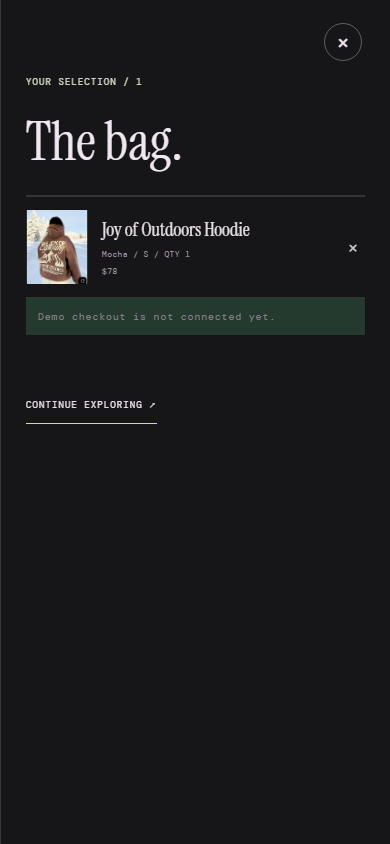 ×
YOUR SELECTION / 1
The bag.
Joy of Outdoors Hoodie
Mocha / S / QTY 1
$78
×
Demo checkout is not connected yet.
CONTINUE EXPLORING ↗